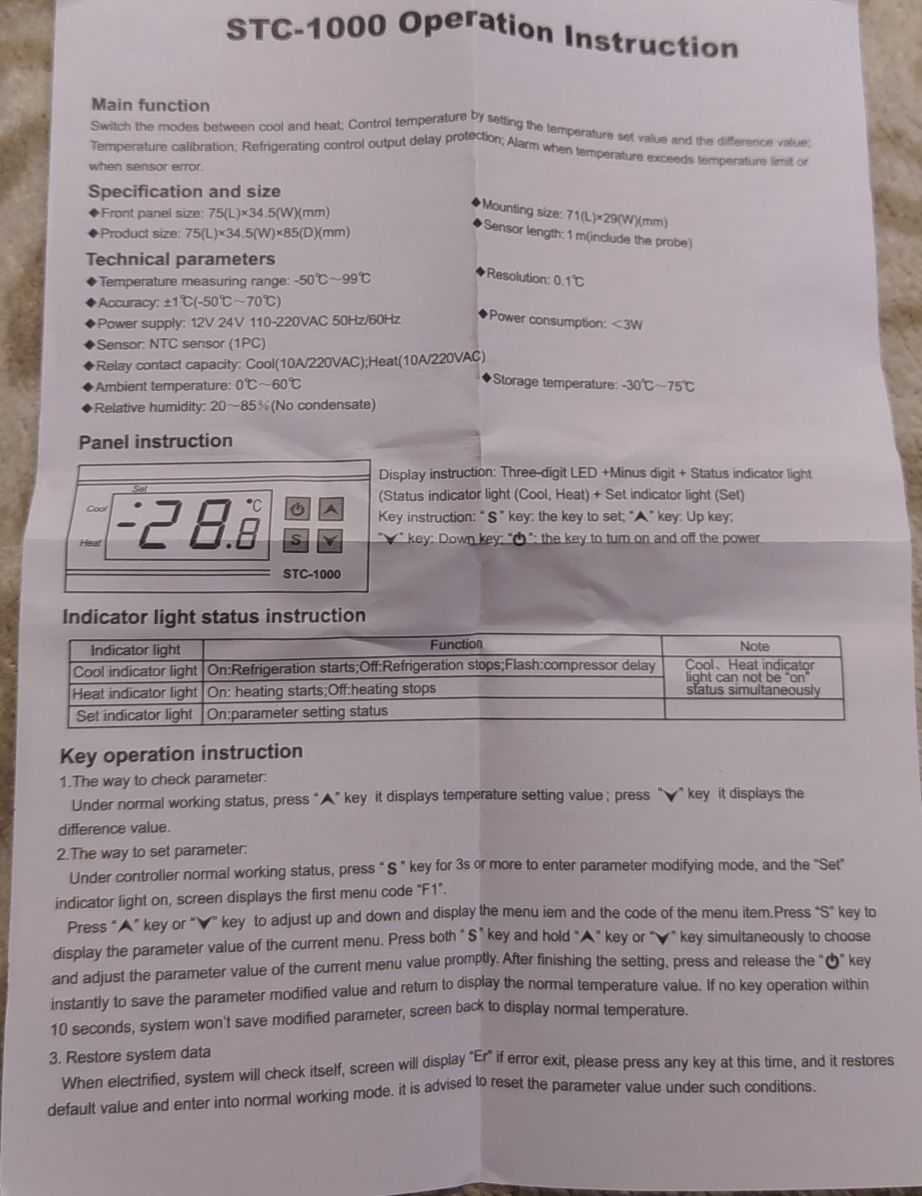 STC-1000 Operation Instruction
Main function
Switch the modes between cool and heat; Control temperature by setting the temperature set value and the difference value;
Temperature calibration; Refrigerating control output delay protection; Alarm when temperature exceeds temperature limit or
when sensor error.
Specification and size
◆Front panel size: 75(L)×34.5(W)(mm)
◆Mounting size: 71(L)×29(W)(mm)
◆Product size: 75(L)×34.5(W)×85(D)(mm)
◆Sensor length: 1 m(include the probe)
Technical parameters
◆Temperature measuring range: -50℃～99℃
◆Resolution: 0.1℃
◆Accuracy: ±1℃(-50℃～70℃)
◆Power supply: 12V 24V 110-220VAC 50Hz/60Hz
◆Power consumption: <3W
◆Sensor: NTC sensor (1PC)
◆Relay contact capacity: Cool(10A/220VAC);Heat(10A/220VAC)
◆Ambient temperature: 0℃～60℃
◆Storage temperature: -30℃～75℃
◆Relative humidity: 20～85%(No condensate)
Panel instruction
Set
Cool
Heat
-28.8
℃
S
STC-1000
Display instruction: Three-digit LED +Minus digit + Status indicator light
(Status indicator light (Cool, Heat) + Set indicator light (Set)
Key instruction: “S” key: the key to set; “⮝” key: Up key;
“⮟” key: Down key; “⏻”: the key to turn on and off the power
Indicator light status instruction
Indicator light Function Note
Cool indicator light On:Refrigeration starts;Off:Refrigeration stops;Flash:compressor delay
Heat indicator light On: heating starts;Off:heating stops
Cool、Heat indicator
light can not be “on”
status simultaneously
Set indicator light On:parameter setting status
Key operation instruction
1.The way to check parameter:
Under normal working status, press “⮝” key it displays temperature setting value; press “⮟” key it displays the
difference value.
2.The way to set parameter:
Under controller normal working status, press “S” key for 3s or more to enter parameter modifying mode, and the “Set”
indicator light on, screen displays the first menu code “F1”.
Press “⮝” key or “⮟” key to adjust up and down and display the menu iem and the code of the menu item.Press “S” key to
display the parameter value of the current menu. Press both “S” key and hold “⮝” key or “⮟” key simultaneously to choose
and adjust the parameter value of the current menu value promptly. After finishing the setting, press and release the “⏻” key
instantly to save the parameter modified value and return to display the normal temperature value. If no key operation within
10 seconds, system won't save modified parameter, screen back to display normal temperature.
3. Restore system data
When electrified, system will check itself, screen will display “Er” if error exit, please press any key at this time, and it restores
default value and enter into normal working mode. it is advised to reset the parameter value under such conditions.